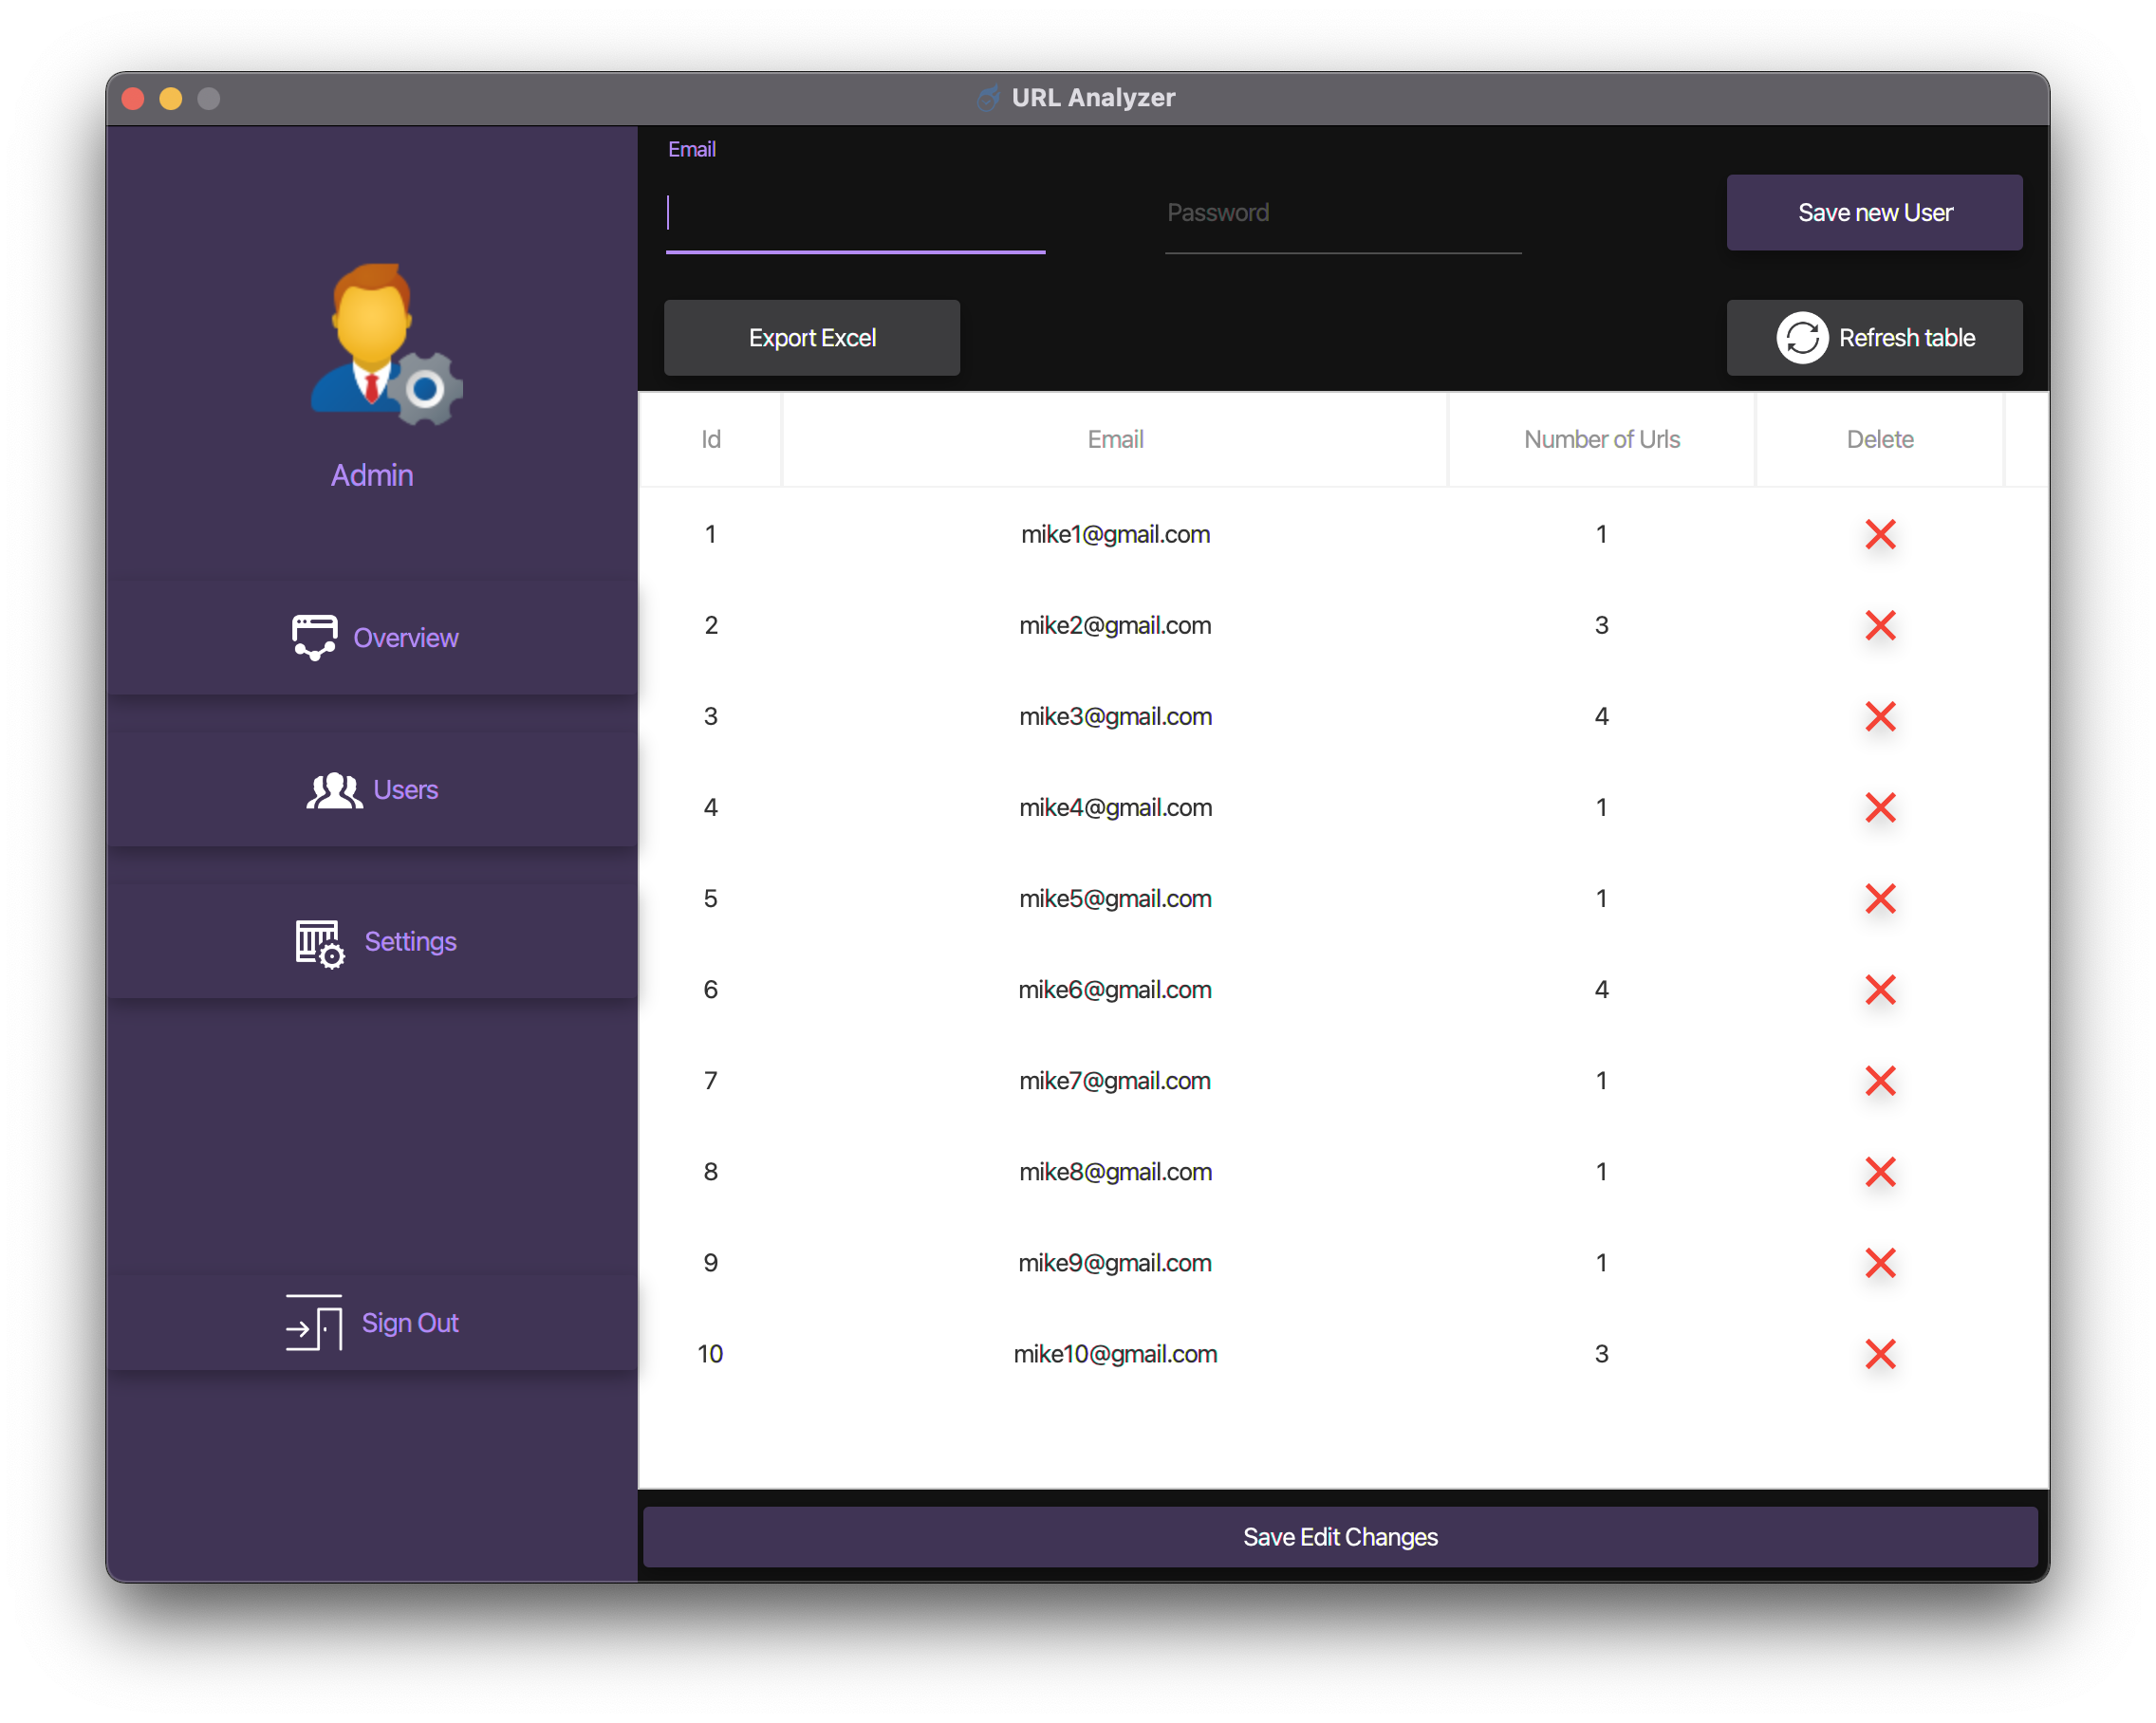 URL Analyzer
Admin
Overview
Users
Settings
Sign Out
Email
Password
Save new User
Export Excel
Refresh table
Id Email Number of Urls Delete
1 mike1@gmail.com 1
2 mike2@gmail.com 3
3 mike3@gmail.com 4
4 mike4@gmail.com 1
5 mike5@gmail.com 1
6 mike6@gmail.com 4
7 mike7@gmail.com 1
8 mike8@gmail.com 1
9 mike9@gmail.com 1
10 mike10@gmail.com 3
Save Edit Changes